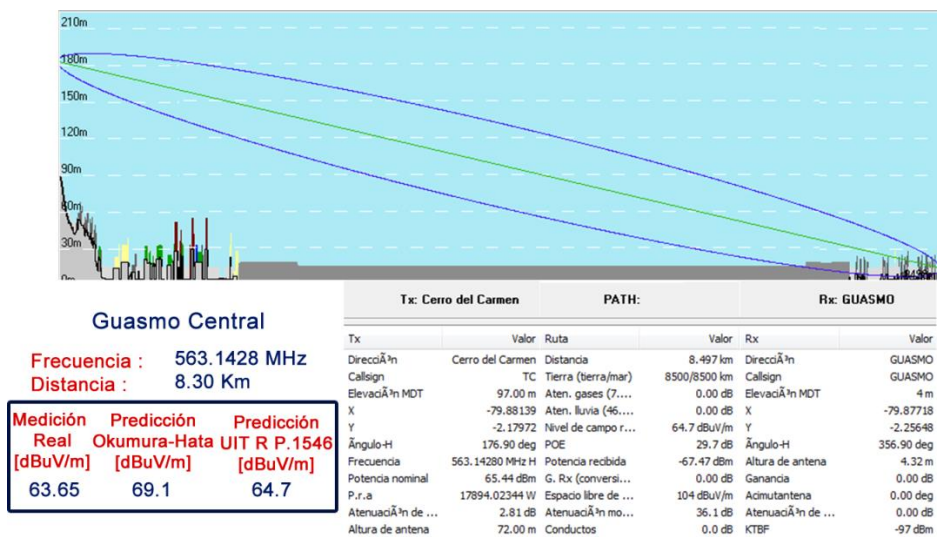 210m
180m
150m
120m
90m
60m
30m
0m
Guasmo Central
Frecuencia : 563.1428 MHz
Distancia : 8.30 Km
Medición Real [dBuV/m] Predicción Okumura-Hata [dBuV/m] Predicción UIT R P.1546 [dBuV/m]
63.65 69.1 64.7
Tx: Cerro del Carmen PATH: Rx: GUASMO
Tx Valor Ruta Valor Rx Valor
DirecciÃ³n Cerro del Carmen Distancia 8.497 km DirecciÃ³n GUASMO
Callsign TC Tierra (tierra/mar) 8500/8500 km Callsign GUASMO
ElevaciÃ³n MDT 97.00 m Aten. gases (7.... 0.00 dB ElevaciÃ³n MDT 4 m
X -79.88139 Aten. lluvia (46.... 0.00 dB X -79.87718
Y -2.17972 Nivel de campo r... 64.7 dBuV/m Y -2.25648
Ãngulo-H 176.90 deg POE 29.7 dB Ãngulo-H 356.90 deg
Frecuencia 563.14280 MHz H Potencia recibida -67.47 dBm Altura de antena 4.32 m
Potencia nominal 65.44 dBm G. Rx (conversi... 0.00 dB Ganancia 0.00 dB
P.r.a 17894.02344 W Espacio libre de ... 104 dBuV/m Acimutantena 0.00 deg
AtenuaciÃ³n de ... 2.81 dB AtenuaciÃ³n mo... 36.1 dB AtenuaciÃ³n de ... 0.00 dB
Altura de antena 72.00 m Conductos 0.0 dB KTBF -97 dBm